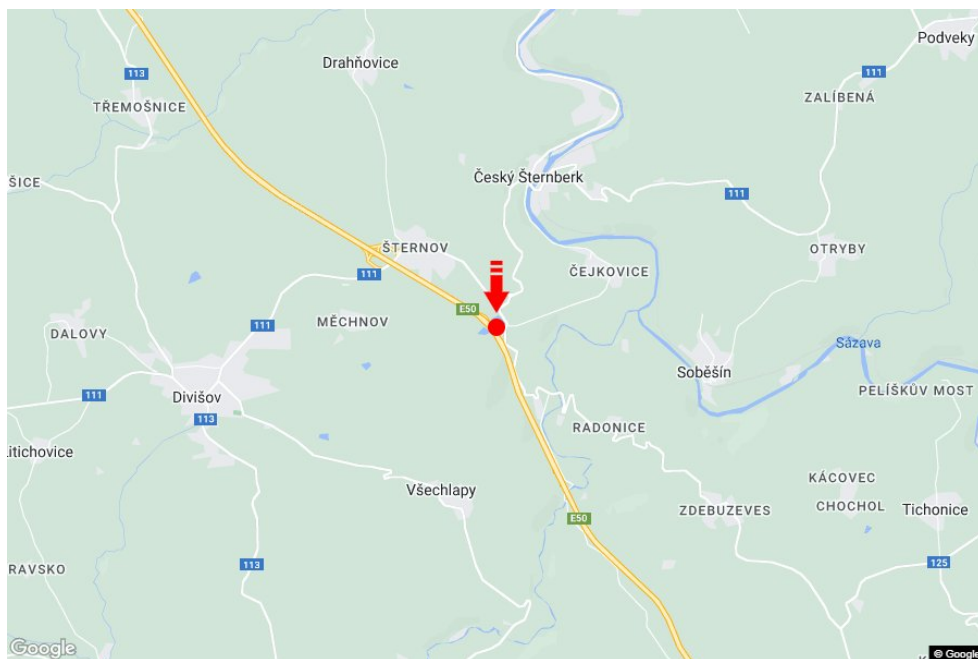 Podveky
Drahňovice
113
111
ZALÍBENÁ
TŘEMOŠNICE
Český Šternberk
ŠICE
111
ŠTERNOV
OTRYBY
111
ČEJKOVICE
E50
MĚCHNOV
111
DALOVY
Sázava
Soběšín
PELÍŠKŮV MOST
111
Divišov
113
RADONICE
Litichovice
KÁCOVEC
Všechlapy
CHOCHOL
Tichonice
ZDEBUZEVES
E50
RAVSKO
113
125
Google
© Google